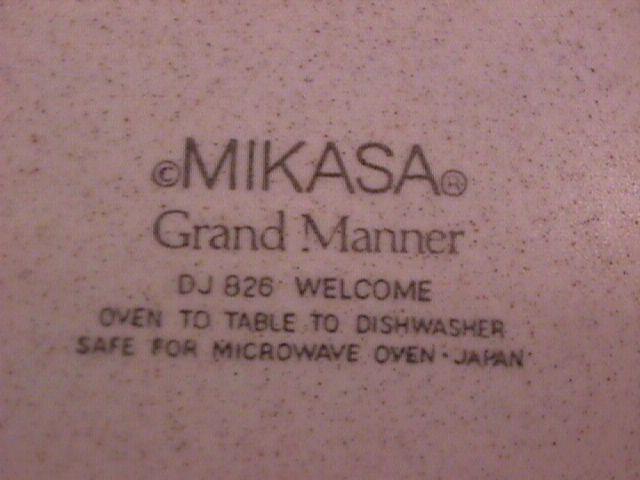 ©MIKASA®
Grand Manner
DJ 826 WELCOME
OVEN TO TABLE TO DISHWASHER
SAFE FOR MICROWAVE OVEN · JAPAN